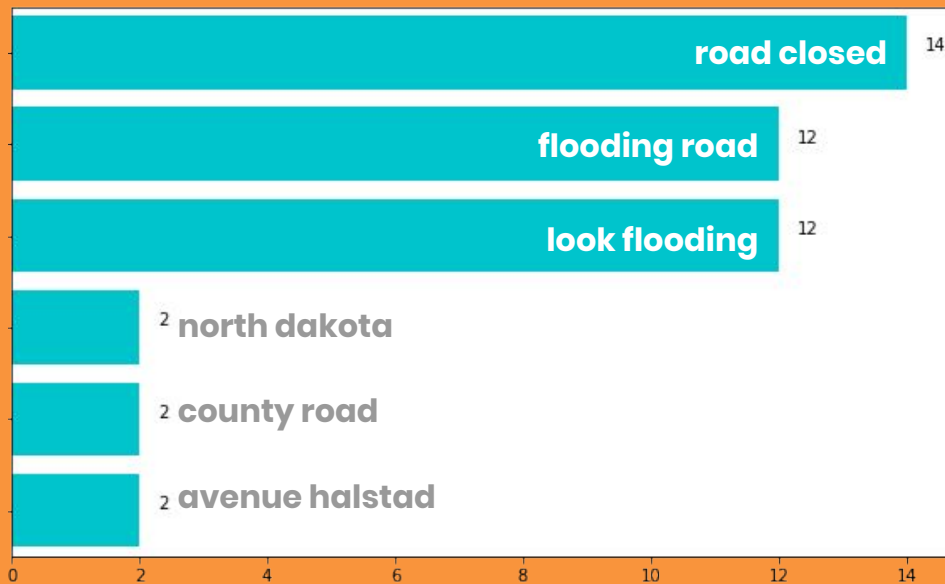 road closed 14
flooding road 12
look flooding 12
2 north dakota
2 county road
2 avenue halstad
0 2 4 6 8 10 12 14